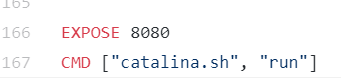 165
166 EXPOSE 8080
167 CMD ["catalina.sh", "run"]